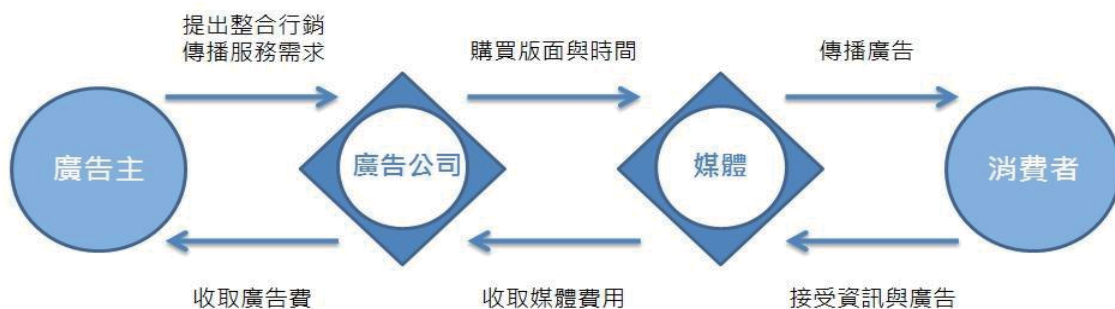 提出整合行銷
傳播服務需求
購買版面與時間
傳播廣告
廣告主
廣告公司
媒體
消費者
收取廣告費
收取媒體費用
接受資訊與廣告